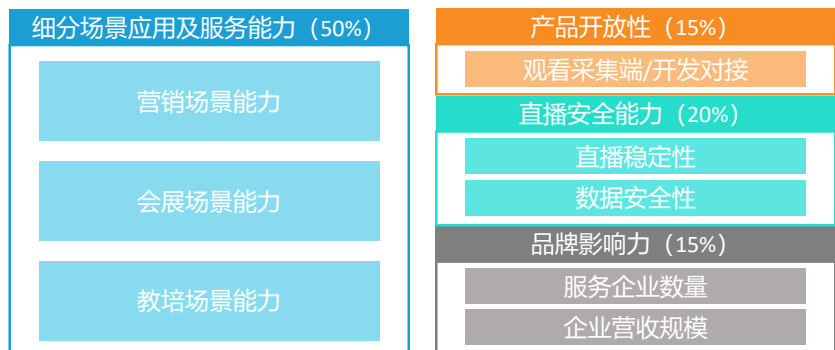 细分场景应用及服务能力（50%）
营销场景能力
会展场景能力
教培场景能力
产品开放性（15%）
观看采集端/开发对接
直播安全能力（20%）
直播稳定性
数据安全性
品牌影响力（15%）
服务企业数量
企业营收规模